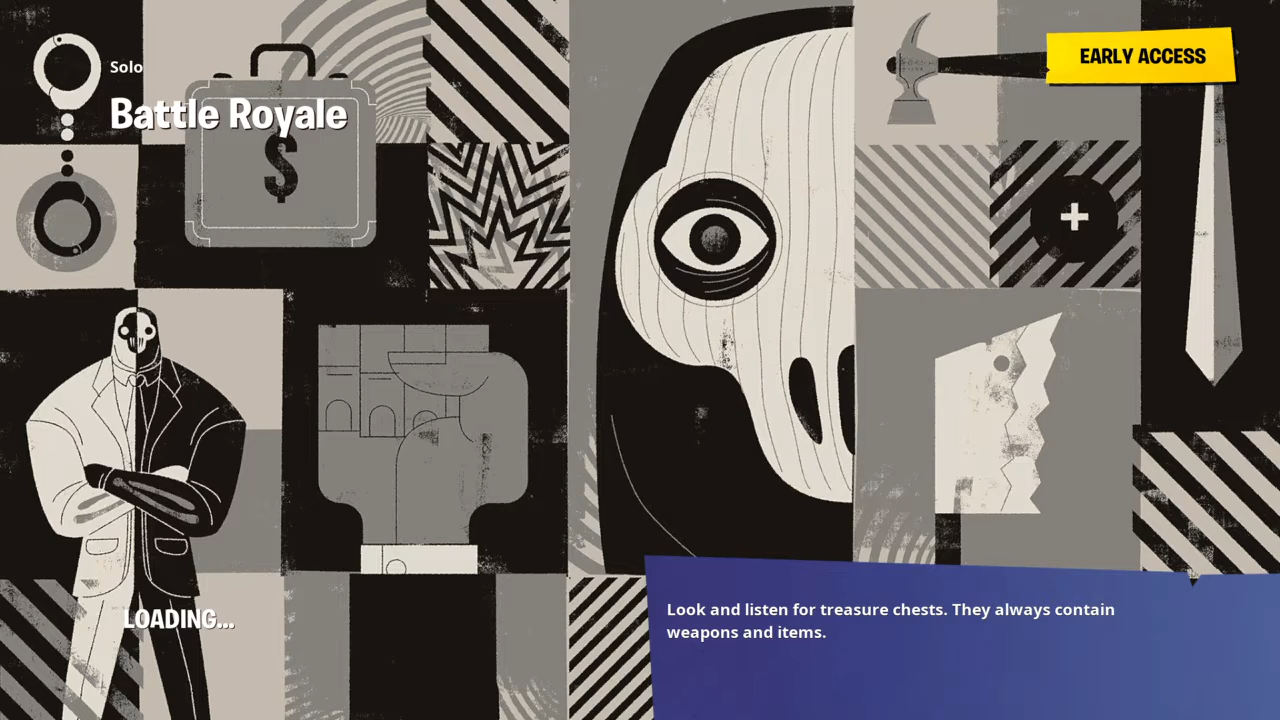 Solo
Battle Royale
EARLY ACCESS
$
LOADING...
Look and listen for treasure chests. They always contain
weapons and items.